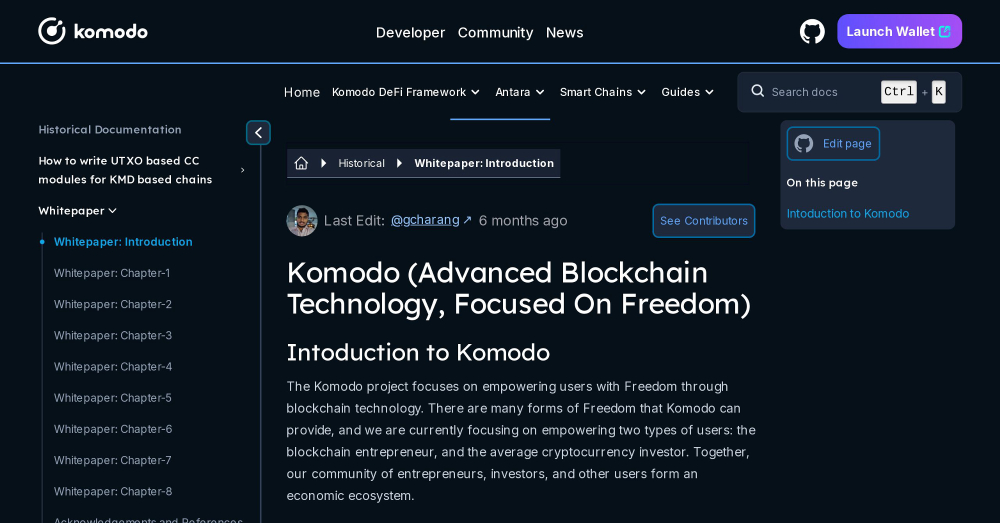 komodo
Developer Community News
Launch Wallet
Home Komodo DeFi Framework Antara Smart Chains Guides
Search docs Ctrl + K
Historical Documentation
How to write UTXO based CC
modules for KMD based chains
Whitepaper
Whitepaper: Introduction
Whitepaper: Chapter-1
Whitepaper: Chapter-2
Whitepaper: Chapter-3
Whitepaper: Chapter-4
Whitepaper: Chapter-5
Whitepaper: Chapter-6
Whitepaper: Chapter-7
Whitepaper: Chapter-8
Acknowledgements and References
Historical Whitepaper: Introduction
Last Edit: @gcharang ↗ 6 months ago
See Contributors
Komodo (Advanced Blockchain
Technology, Focused On Freedom)
Intoduction to Komodo
The Komodo project focuses on empowering users with Freedom through
blockchain technology. There are many forms of Freedom that Komodo can
provide, and we are currently focusing on empowering two types of users: the
blockchain entrepreneur, and the average cryptocurrency investor. Together,
our community of entrepreneurs, investors, and other users form an
economic ecosystem.
Edit page
On this page
Intoduction to Komodo